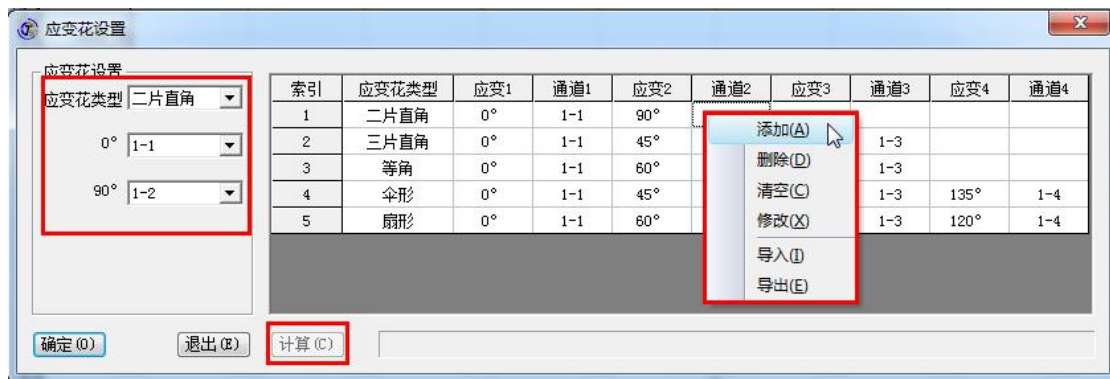 应变花设置
应变花设置
应变花类型 二片直角
0° 1-1
90° 1-2
索引 应变花类型 应变1 通道1 应变2 通道2 应变3 通道3 应变4 通道4
1 二片直角 0° 1-1 90°
2 三片直角 0° 1-1 45° 1-3
3 等角 0° 1-1 60° 1-3
4 伞形 0° 1-1 45° 1-3 135° 1-4
5 扇形 0° 1-1 60° 1-3 120° 1-4
添加(A)
删除(D)
清空(C)
修改(X)
导入(I)
导出(E)
确定(O) 退出(E) 计算(C)